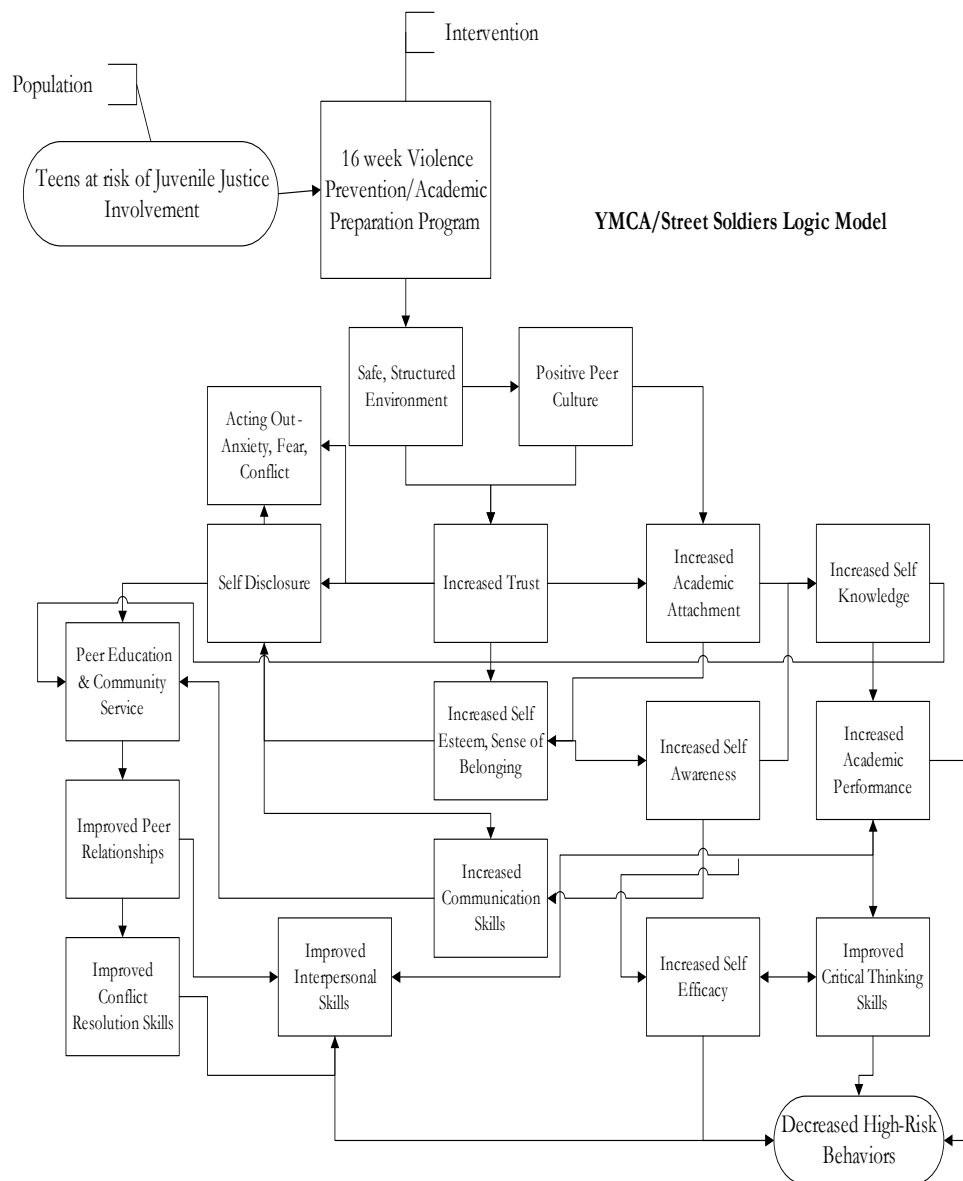 Intervention
Population
16 week Violence
Prevention/Academic
Preparation Program
Teens at risk of Juvenile Justice
Involvement
YMCA/Street Soldiers Logic Model
Safe, Structured
Environment
Positive Peer
Culture
Acting Out -
Anxiety, Fear,
Conflict
Self Disclosure
Increased Trust
Increased
Academic
Attachment
Increased Self
Knowledge
Peer Education
& Community
Service
Increased Self
Esteem, Sense of
Belonging
Increased Self
Awareness
Increased
Academic
Performance
Improved Peer
Relationships
Increased
Communication
Skills
Improved
Conflict
Resolution Skills
Improved
Interpersonal
Skills
Increased Self
Efficacy
Improved
Critical Thinking
Skills
Decreased High-Risk
Behaviors